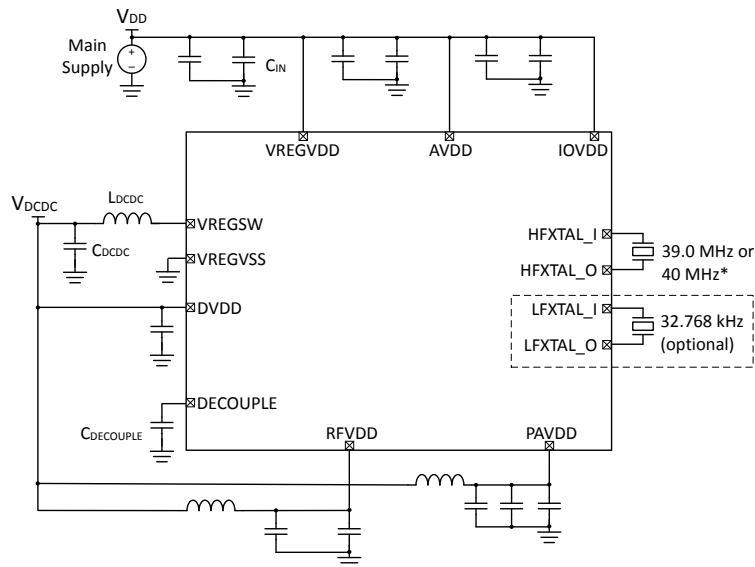 VDD
Main
Supply
+
−
CIN
VREGVDD
AVDD
IOVDD
VDCDC
LDCDC
CDCDC
VREGSW
VREGVSS
DVDD
DECOUPLE
CDECOUPLE
HFXTAL_I
HFXTAL_O
39.0 MHz or
40 MHz*
LFXTAL_I
LFXTAL_O
32.768 kHz
(optional)
RFVDD
PAVDD